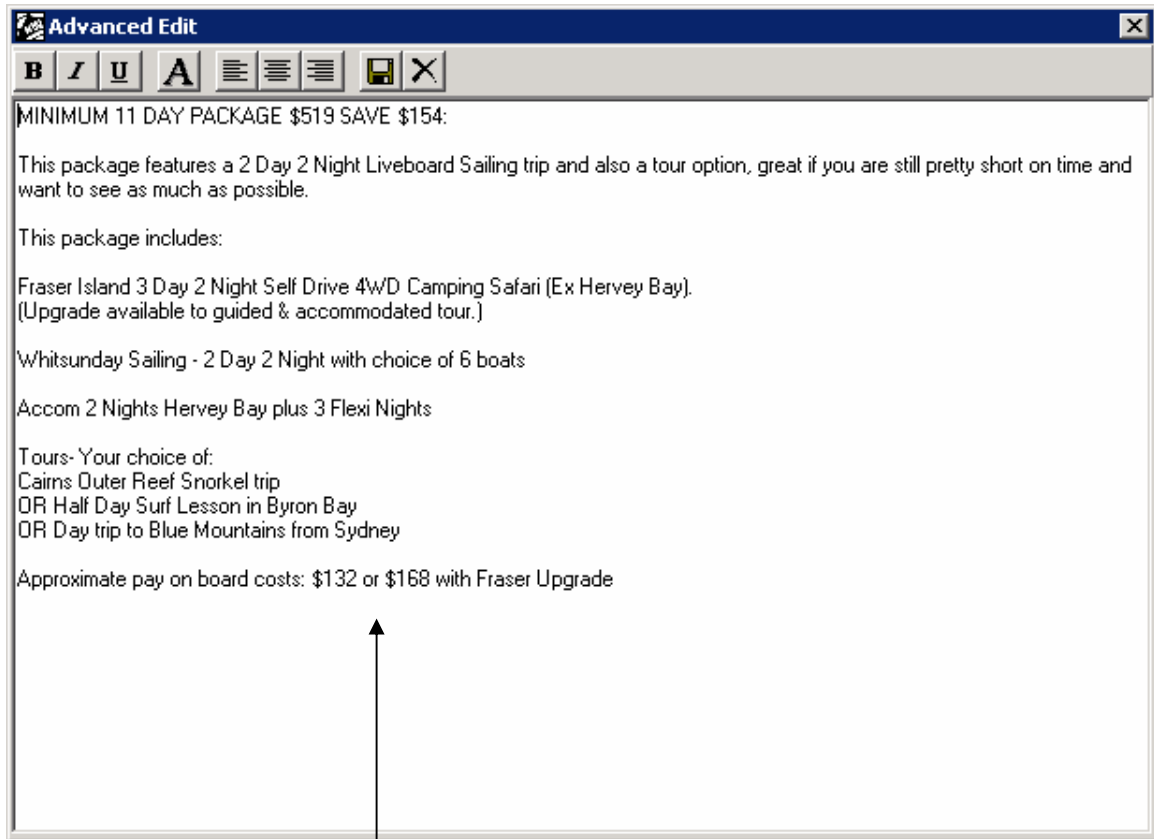 Advanced Edit
B I U A
MINIMUM 11 DAY PACKAGE $519 SAVE $154:
This package features a 2 Day 2 Night Liveboard Sailing trip and also a tour option, great if you are still pretty short on time and
want to see as much as possible.
This package includes:
Fraser Island 3 Day 2 Night Self Drive 4WD Camping Safari (Ex Hervey Bay).
(Upgrade available to guided & accommodated tour.)
Whitsunday Sailing - 2 Day 2 Night with choice of 6 boats
Accom 2 Nights Hervey Bay plus 3 Flexi Nights
Tours- Your choice of:
Cairns Outer Reef Snorkel trip
OR Half Day Surf Lesson in Byron Bay
OR Day trip to Blue Mountains from Sydney
Approximate pay on board costs: $132 or $168 with Fraser Upgrade